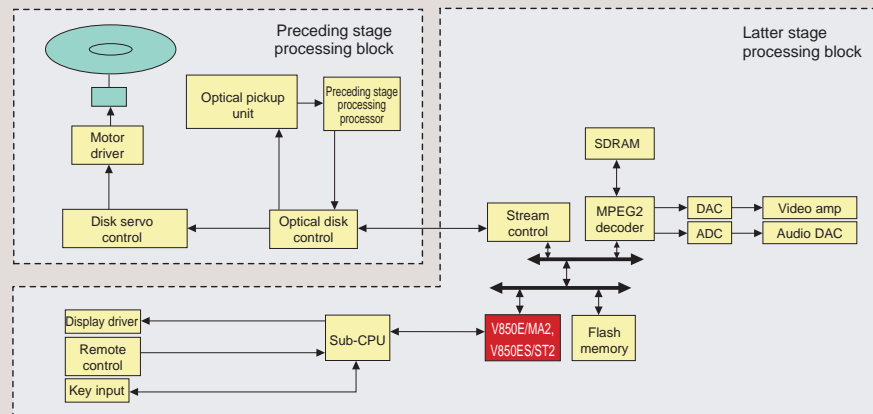 Preceding stage
processing block
Latter stage
processing block
Optical pickup
unit
Preceding stage
processing
processor
Motor
driver
SDRAM
Disk servo
control
Optical disk
control
Stream
control
MPEG2
decoder
DAC
Video amp
ADC
Audio DAC
Display driver
Remote
control
Key input
Sub-CPU
V850E/MA2,
V850ES/ST2
Flash
memory